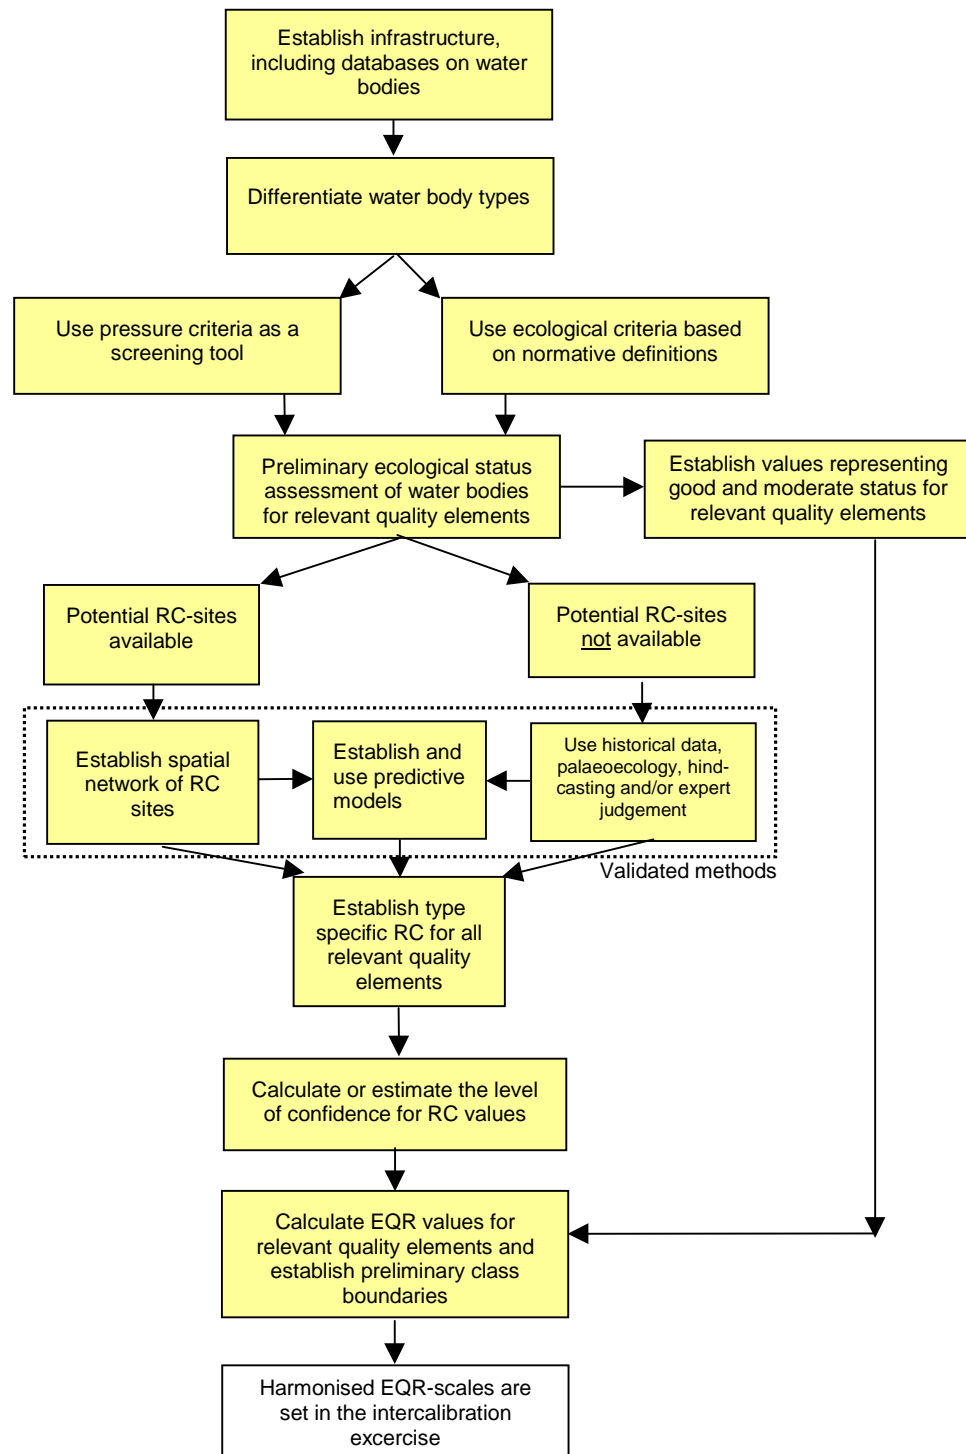 Establish infrastructure,
including databases on water
bodies
Differentiate water body types
Use pressure criteria as a
screening tool
Use ecological criteria based
on normative definitions
Preliminary ecological status
assessment of water bodies
for relevant quality elements
Establish values representing
good and moderate status for
relevant quality elements
Potential RC-sites
available
Potential RC-sites
not available
Establish spatial
network of RC
sites
Establish and
use predictive
models
Use historical data,
palaeoecology, hind-
casting and/or expert
judgement
Validated methods
Establish type
specific RC for all
relevant quality
elements
Calculate or estimate the level
of confidence for RC values
Calculate EQR values for
relevant quality elements and
establish preliminary class
boundaries
Harmonised EQR-scales are
set in the intercalibration
excercise